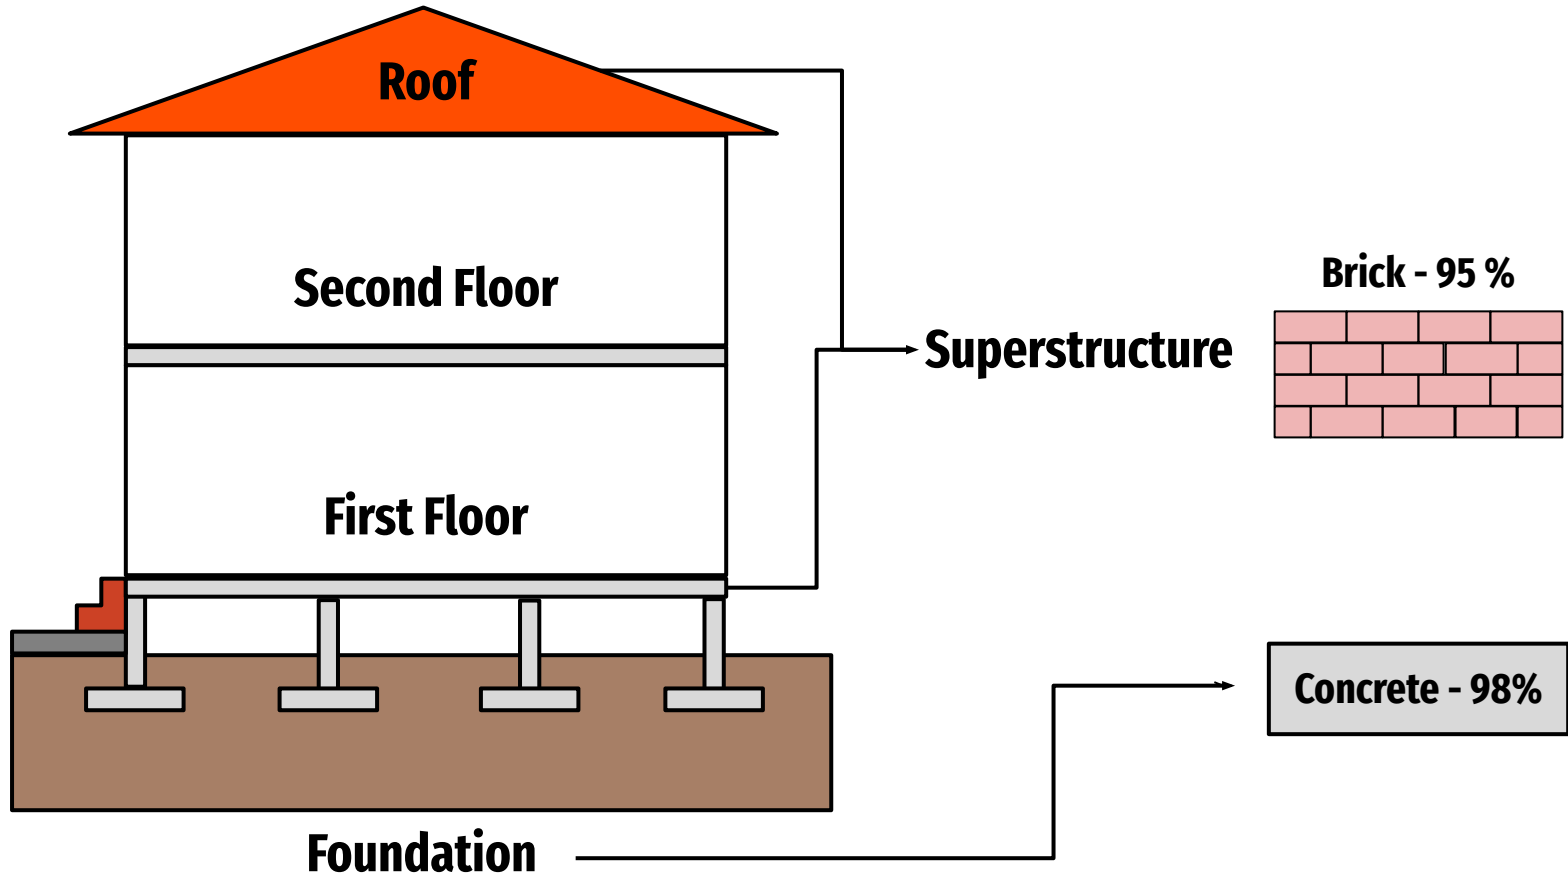 Roof
Second Floor
Brick - 95 %
Superstructure
First Floor
Concrete - 98%
Foundation